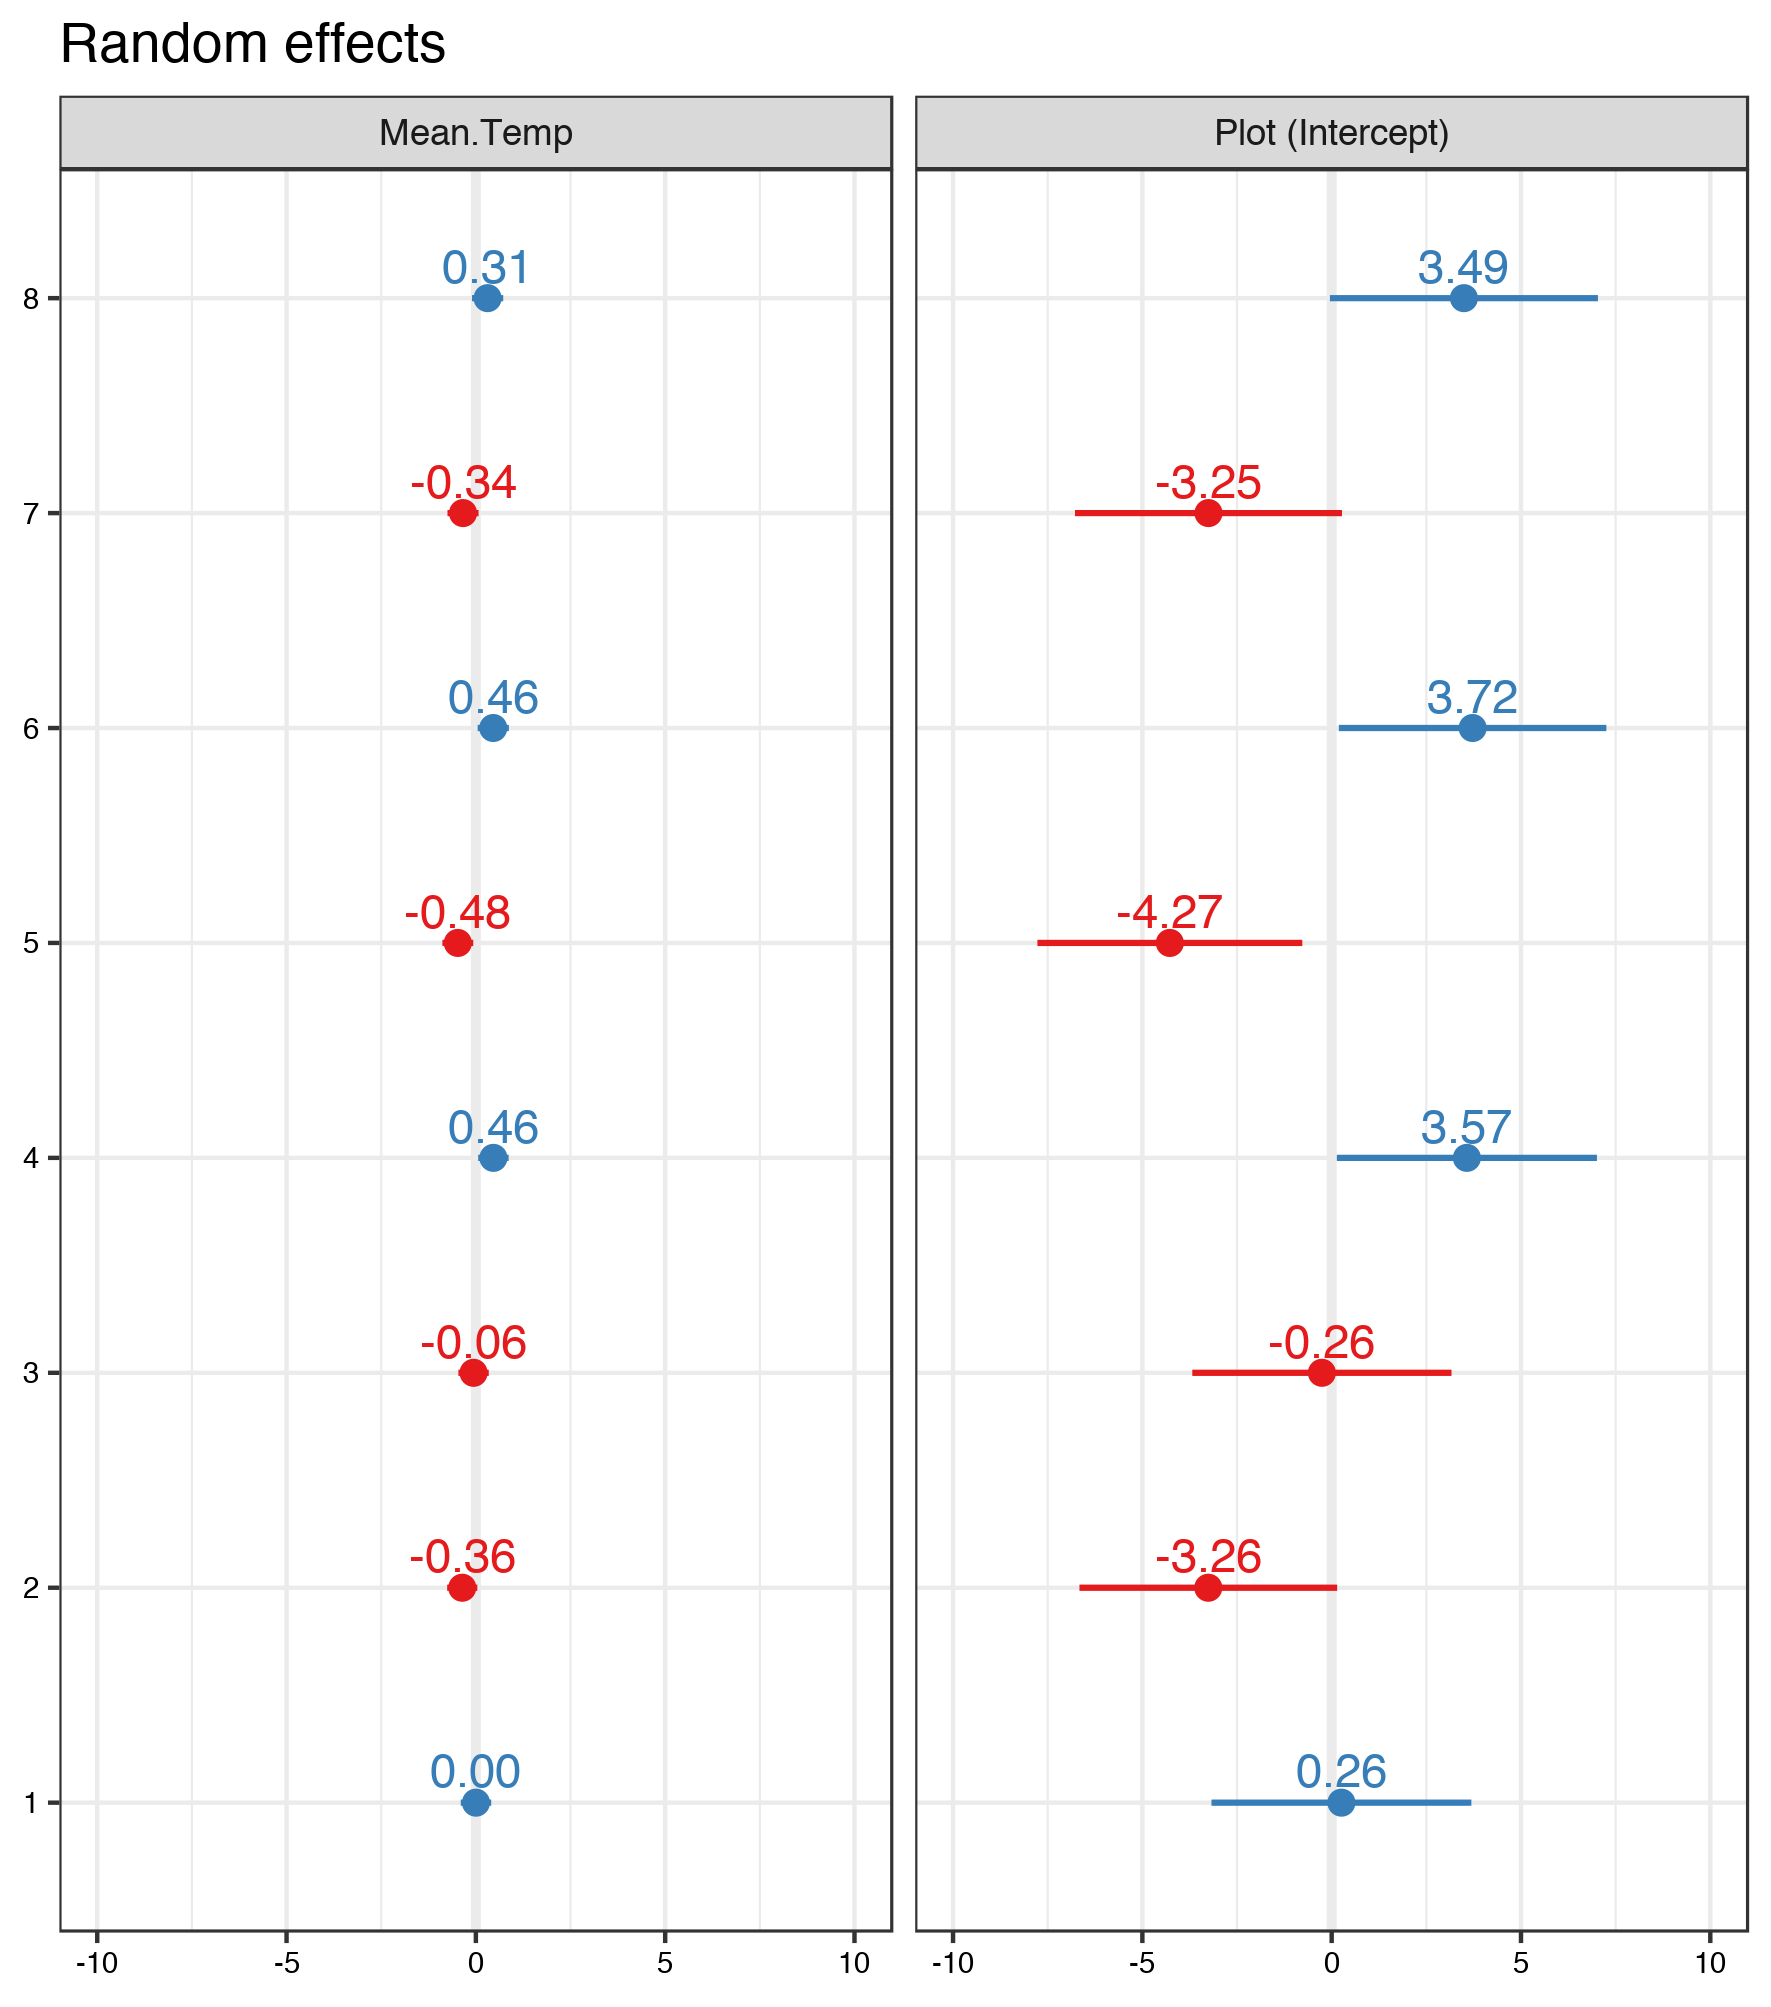 Random effects
Mean.Temp Plot (Intercept)
8 0.31 3.49
7 -0.34 -3.25
6 0.46 3.72
5 -0.48 -4.27
4 0.46 3.57
3 -0.06 -0.26
2 -0.36 -3.26
1 0.00 0.26
-10 -5 0 5 10 -10 -5 0 5 10